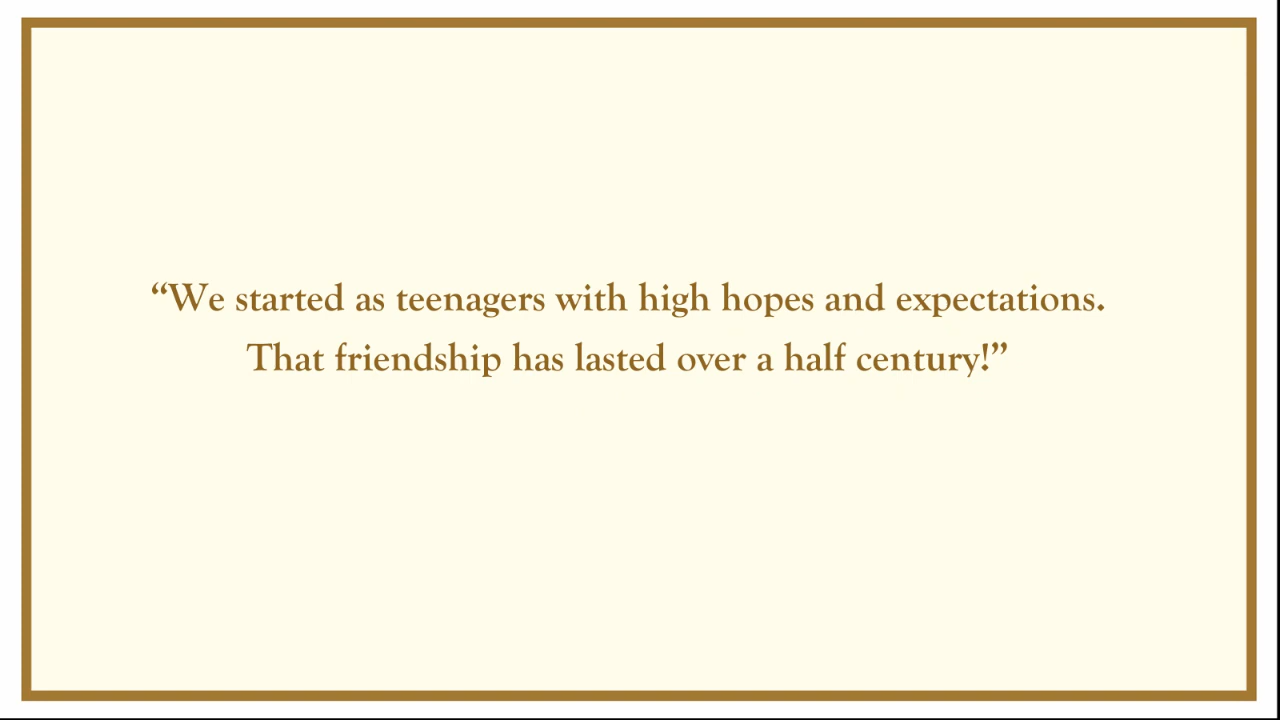 “We started as teenagers with high hopes and expectations.
That friendship has lasted over a half century!”